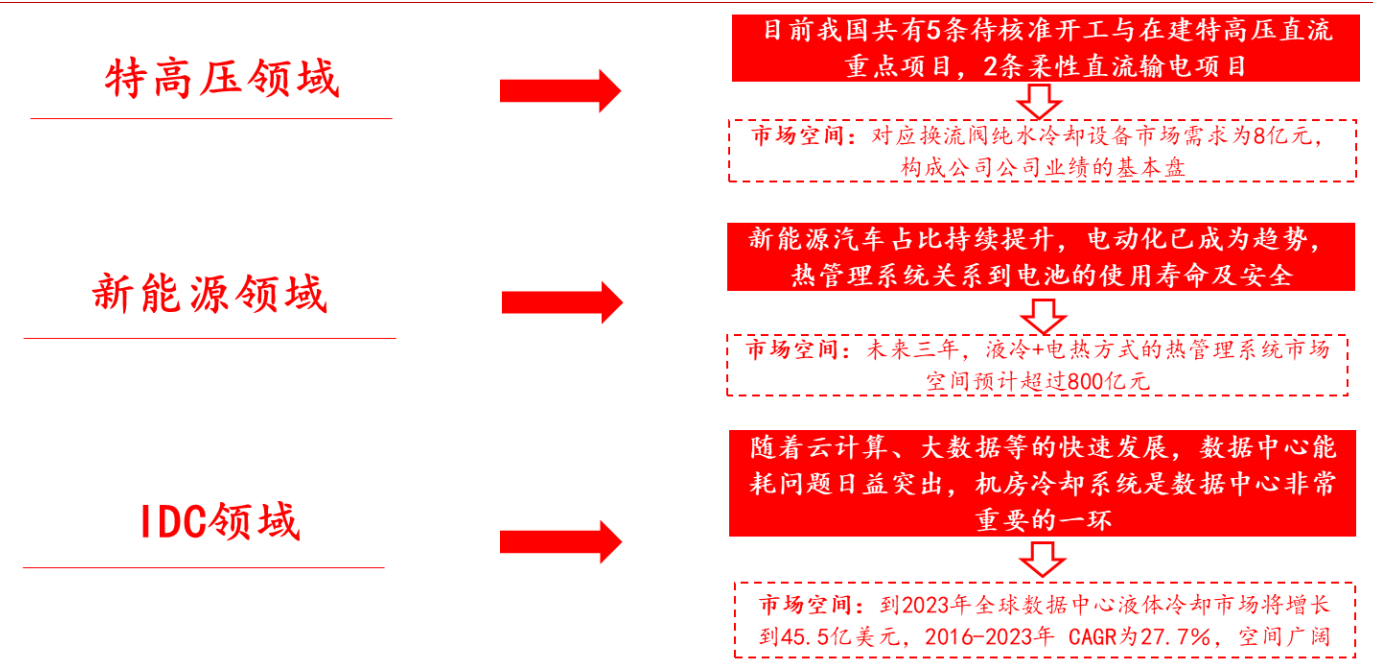 特高压领域
目前我国共有5条待核准开工与在建特高压直流
重点项目，2条柔性直流输电项目
市场空间：对应换流阀纯水冷却设备市场需求为8亿元，
构成公司公司业绩的基本盘
新能源领域
新能源汽车占比持续提升，电动化已成为趋势，
热管理系统关系到电池的使用寿命及安全
市场空间：未来三年，液冷+电热方式的热管理系统市场
空间预计超过800亿元
IDC领域
随着云计算、大数据等的快速发展，数据中心能
耗问题日益突出，机房冷却系统是数据中心非常
重要的一环
市场空间：到2023年全球数据中心液体冷却市场将增长
到45.5亿美元，2016-2023年 CAGR为27.7%，空间广阔